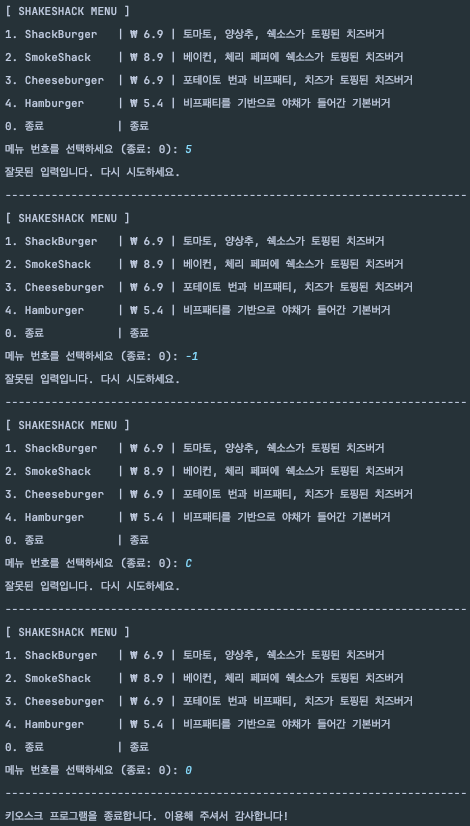 [ SHAKESHACK MENU ]
1. ShackBurger   | ₩ 6.9 | 토마토, 양상추, 쉑소스가 토핑된 치즈버거
2. SmokeShack    | ₩ 8.9 | 베이컨, 체리 페퍼에 쉑소스가 토핑된 치즈버거
3. Cheeseburger  | ₩ 6.9 | 포테이토 번과 비프패티, 치즈가 토핑된 치즈버거
4. Hamburger     | ₩ 5.4 | 비프패티를 기반으로 야채가 들어간 기본버거
0. 종료           | 종료
메뉴 번호를 선택하세요 (종료: 0): 5
잘못된 입력입니다. 다시 시도하세요.
----------------------------------------------------------------------
[ SHAKESHACK MENU ]
1. ShackBurger   | ₩ 6.9 | 토마토, 양상추, 쉑소스가 토핑된 치즈버거
2. SmokeShack    | ₩ 8.9 | 베이컨, 체리 페퍼에 쉑소스가 토핑된 치즈버거
3. Cheeseburger  | ₩ 6.9 | 포테이토 번과 비프패티, 치즈가 토핑된 치즈버거
4. Hamburger     | ₩ 5.4 | 비프패티를 기반으로 야채가 들어간 기본버거
0. 종료           | 종료
메뉴 번호를 선택하세요 (종료: 0): -1
잘못된 입력입니다. 다시 시도하세요.
----------------------------------------------------------------------
[ SHAKESHACK MENU ]
1. ShackBurger   | ₩ 6.9 | 토마토, 양상추, 쉑소스가 토핑된 치즈버거
2. SmokeShack    | ₩ 8.9 | 베이컨, 체리 페퍼에 쉑소스가 토핑된 치즈버거
3. Cheeseburger  | ₩ 6.9 | 포테이토 번과 비프패티, 치즈가 토핑된 치즈버거
4. Hamburger     | ₩ 5.4 | 비프패티를 기반으로 야채가 들어간 기본버거
0. 종료           | 종료
메뉴 번호를 선택하세요 (종료: 0): C
잘못된 입력입니다. 다시 시도하세요.
----------------------------------------------------------------------
[ SHAKESHACK MENU ]
1. ShackBurger   | ₩ 6.9 | 토마토, 양상추, 쉑소스가 토핑된 치즈버거
2. SmokeShack    | ₩ 8.9 | 베이컨, 체리 페퍼에 쉑소스가 토핑된 치즈버거
3. Cheeseburger  | ₩ 6.9 | 포테이토 번과 비프패티, 치즈가 토핑된 치즈버거
4. Hamburger     | ₩ 5.4 | 비프패티를 기반으로 야채가 들어간 기본버거
0. 종료           | 종료
메뉴 번호를 선택하세요 (종료: 0): 0
----------------------------------------------------------------------
키오스크 프로그램을 종료합니다. 이용해 주셔서 감사합니다!